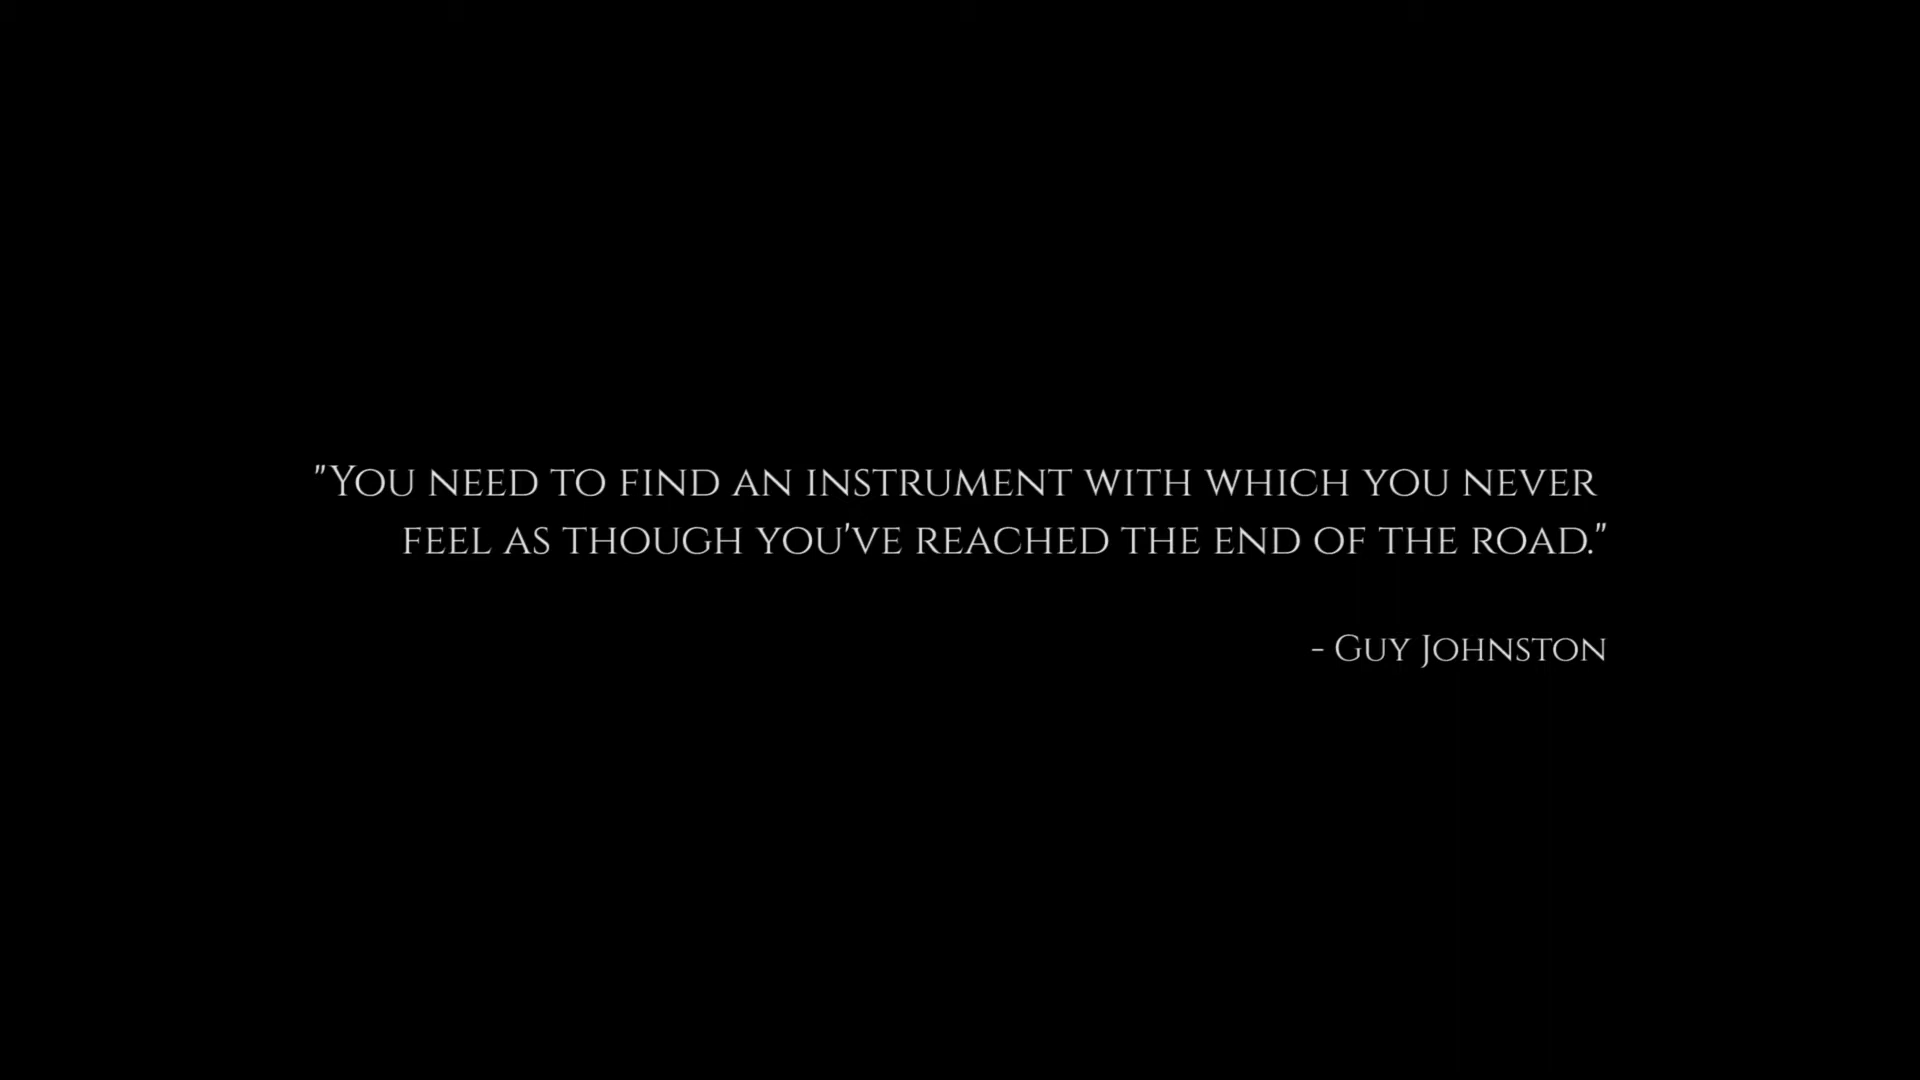 "You need to find an instrument with which you never
feel as though you've reached the end of the road."
- Guy Johnston